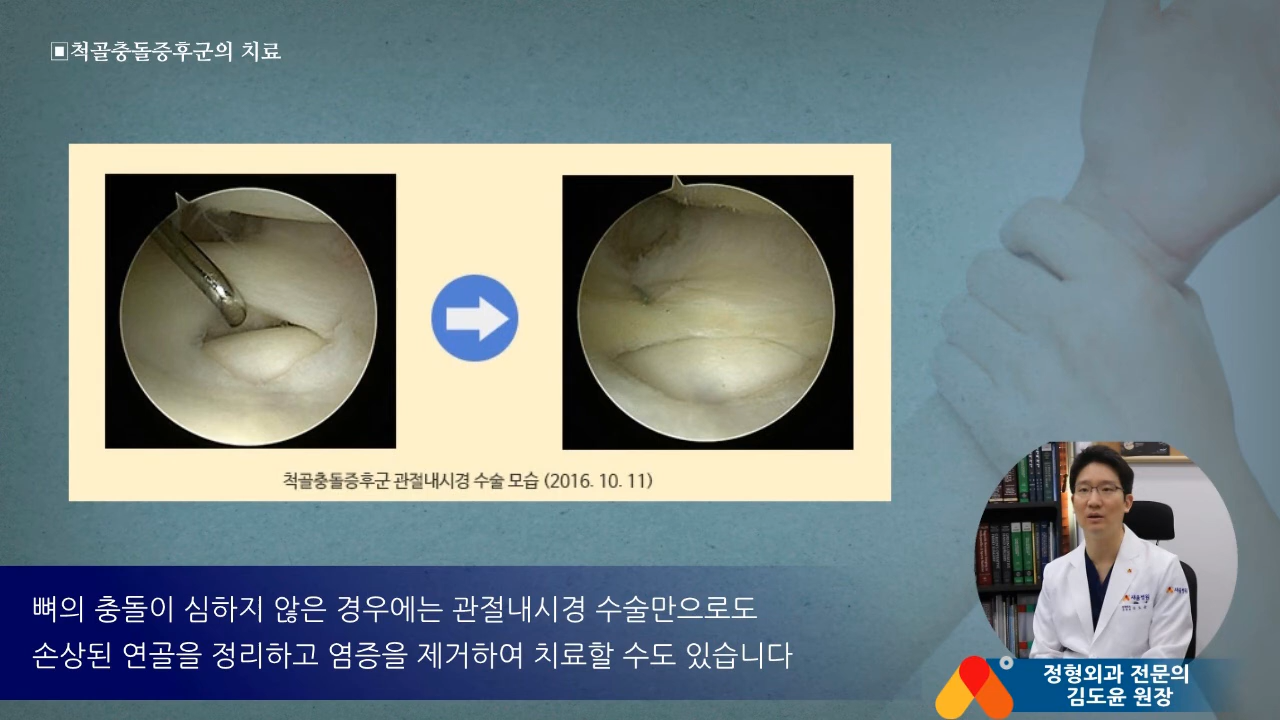 ▣척골충돌증후군의 치료
척골충돌증후군 관절내시경 수술 모습 (2016. 10. 11)
뼈의 충돌이 심하지 않은 경우에는 관절내시경 수술만으로도
손상된 연골을 정리하고 염증을 제거하여 치료할 수도 있습니다
정형외과 전문의
김도윤 원장